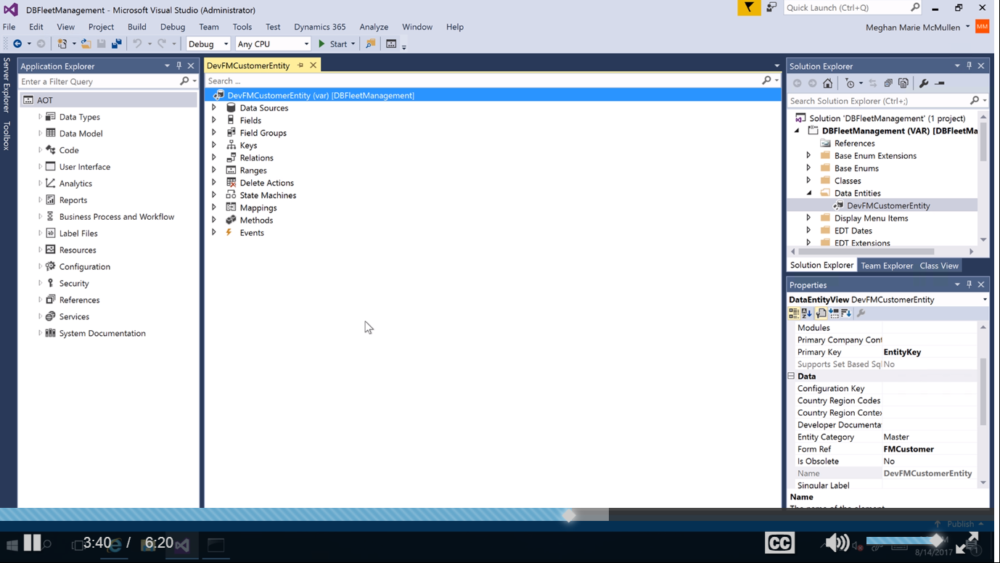 DBFleetManagement - Microsoft Visual Studio (Administrator)
Quick Launch (Ctrl+Q)
File Edit View Project Build Debug Team Tools Test Dynamics 365 Analyze Window Help
Meghan Marie McMullen MM
Debug Any CPU Start
Server Explorer
Toolbox
Application Explorer
Enter a Filter Query
AOT
Data Types
Data Model
Code
User Interface
Analytics
Reports
Business Process and Workflow
Label Files
Resources
Configuration
Security
References
Services
System Documentation
DevFMCustomerEntity
Search ...
DevFMCustomerEntity (var) [DBFleetManagement]
Data Sources
Fields
Field Groups
Keys
Relations
Ranges
Delete Actions
State Machines
Mappings
Methods
Events
Solution Explorer
Search Solution Explorer (Ctrl+;)
Solution 'DBFleetManagement' (1 project)
DBFleetManagement (VAR) [DBFleetMa
References
Base Enum Extensions
Base Enums
Classes
Data Entities
DevFMCustomerEntity
Display Menu Items
EDT Dates
EDT Extensions
Solution Explorer Team Explorer Class View
Properties
DataEntityView DevFMCustomerEntity
Modules
Primary Company Cont
Primary Key EntityKey
Supports Set Based Sql No
Data
Configuration Key
Country Region Codes
Country Region Contex
Developer Documenta
Entity Category Master
Form Ref FMCustomer
Is Obsolete No
Name DevFMCustomerEntity
Singular Label
Name
The name of the element
Publish
3:40 / 6:20
CC
8/14/2017